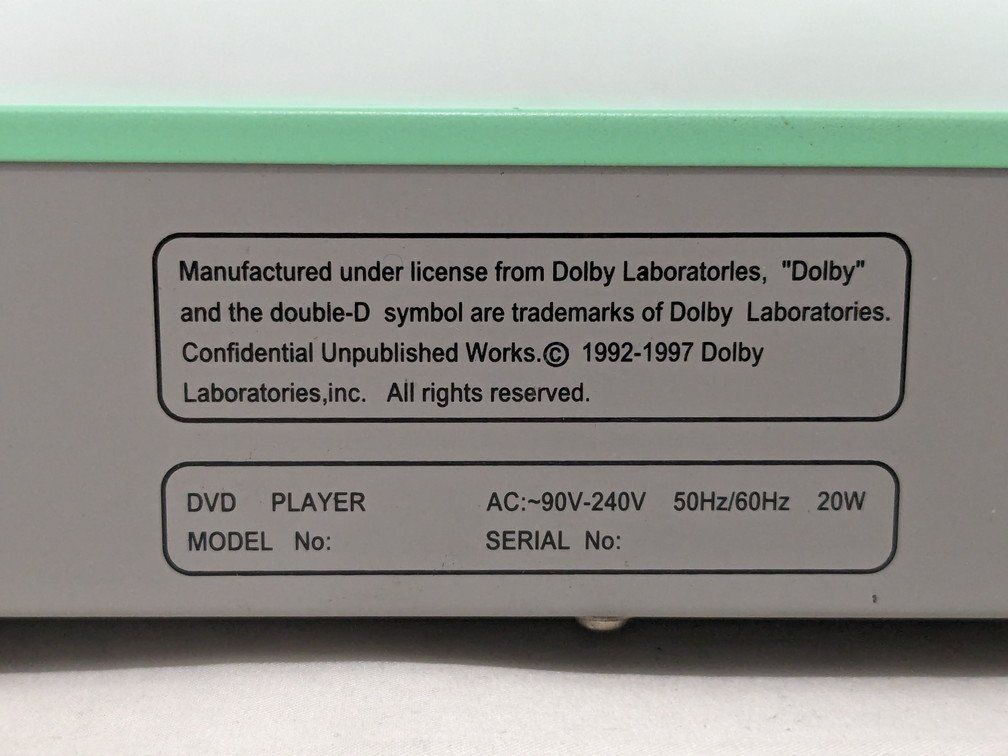 Manufactured under license from Dolby Laboratorles, "Dolby"
and the double-D symbol are trademarks of Dolby Laboratories.
Confidential Unpublished Works.© 1992-1997 Dolby
Laboratories,inc. All rights reserved.
DVD PLAYER AC:~90V-240V 50Hz/60Hz 20W
MODEL No: SERIAL No: